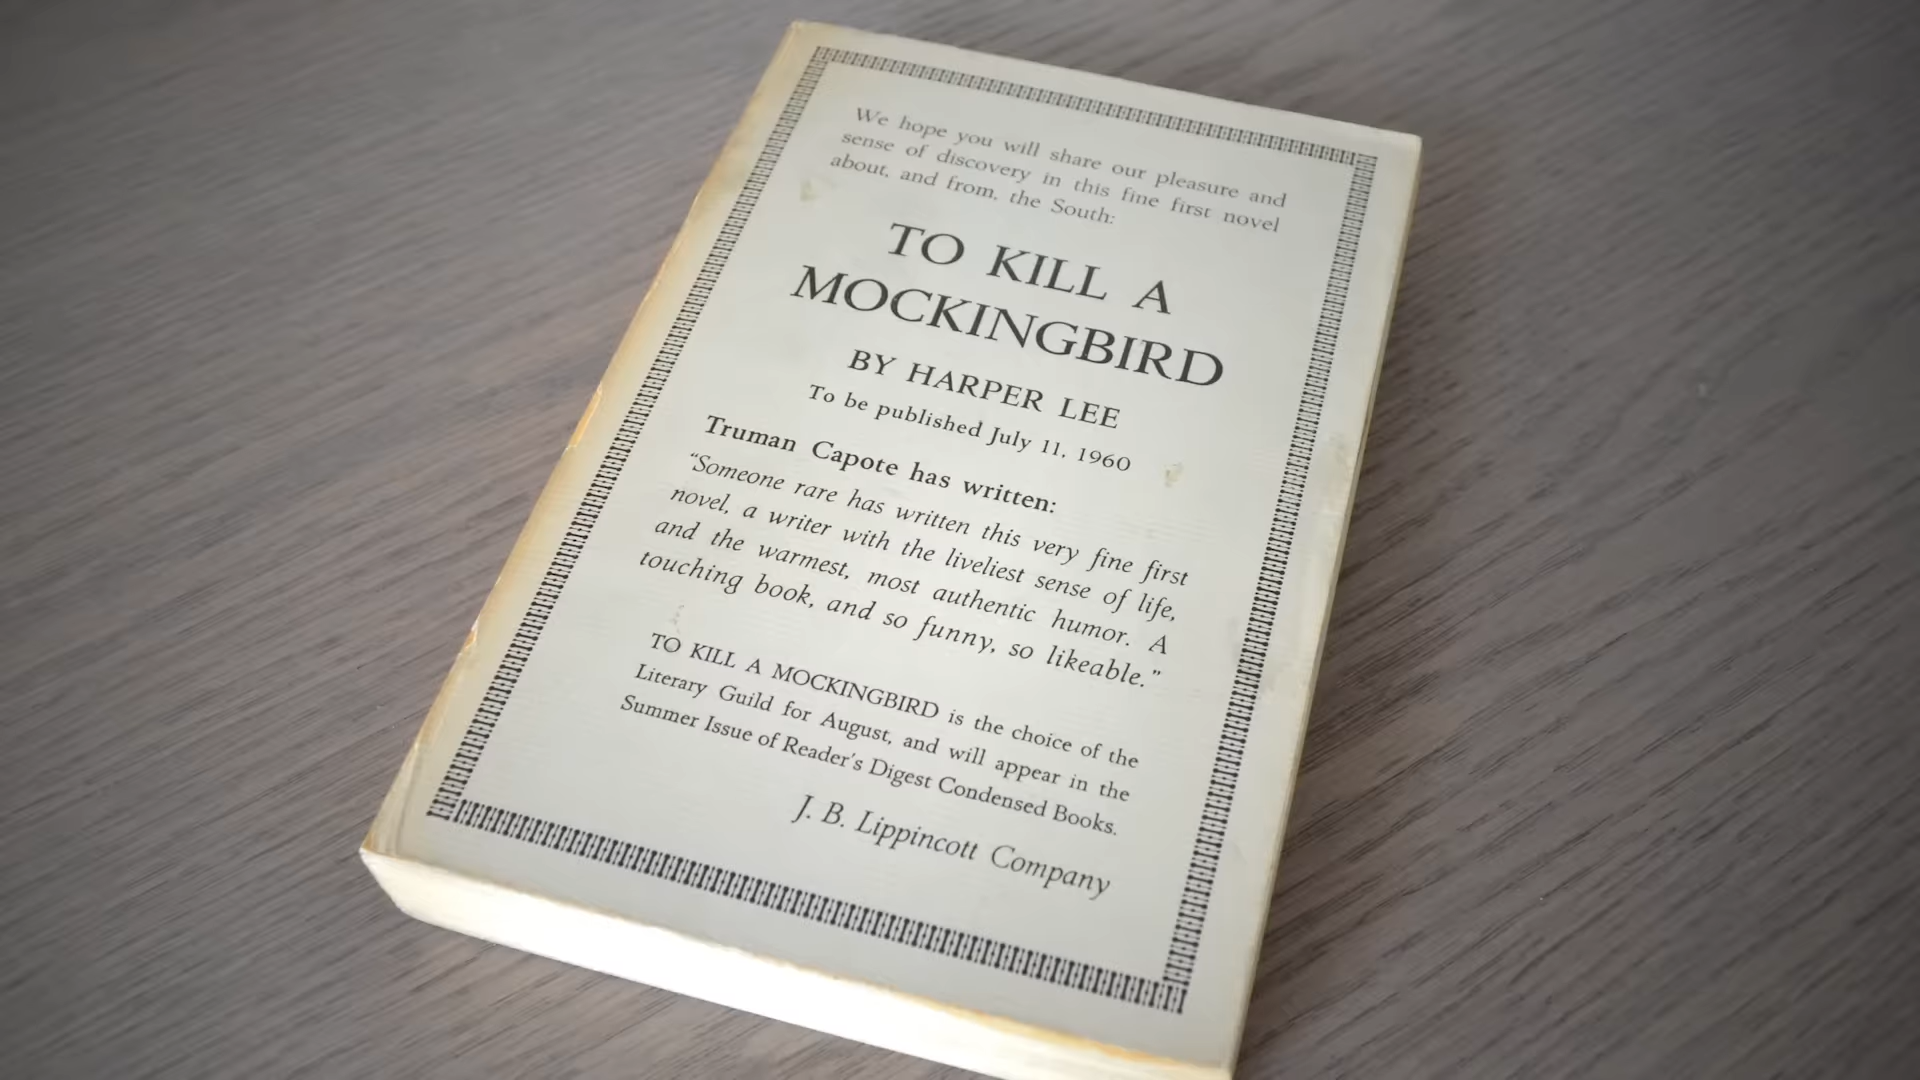 We hope you will share our pleasure and
sense of discovery in this fine first novel
about, and from, the South:
TO KILL A
MOCKINGBIRD
BY HARPER LEE
To be published July 11, 1960
Truman Capote has written:
“Someone rare has written this very fine first
novel, a writer with the liveliest sense of life,
and the warmest, most authentic humor. A
touching book, and so funny, so likeable.”
TO KILL A MOCKINGBIRD is the choice of the
Literary Guild for August, and will appear in the
Summer Issue of Reader's Digest Condensed Books.
J. B. Lippincott Company